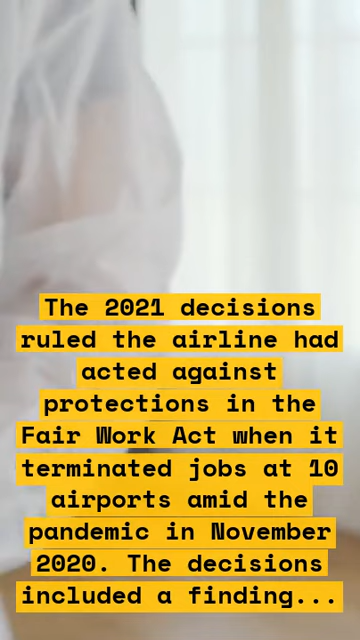 The 2021 decisions
ruled the airline had
acted against
protections in the
Fair Work Act when it
terminated jobs at 10
airports amid the
pandemic in November
2020. The decisions
included a finding...